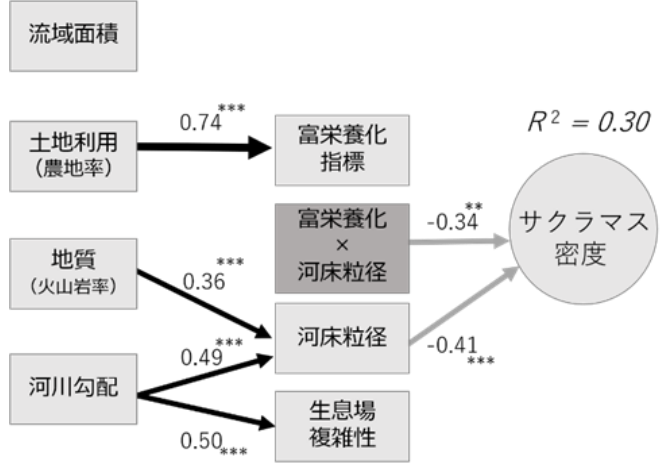 流域面積
土地利用
(農地率)
0.74***
富栄養化
指標
R² = 0.30
富栄養化
×
河床粒径
-0.34**
サクラマス
密度
地質
(火山岩率)
0.36***
河床粒径
-0.41***
河川勾配
0.49***
0.50***
生息場
複雑性